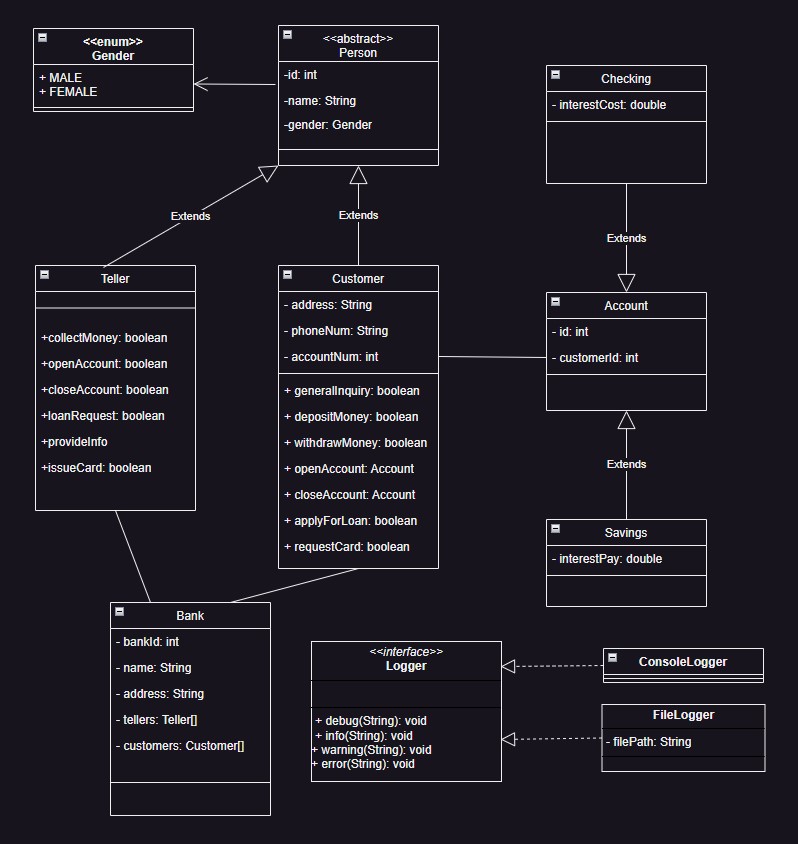 <<enum>>
Gender
+ MALE
+ FEMALE
<<abstract>>
Person
-id: int
-name: String
-gender: Gender
Checking
- interestCost: double
Extends
Extends
Extends
Teller
+collectMoney: boolean
+openAccount: boolean
+closeAccount: boolean
+loanRequest: boolean
+provideInfo
+issueCard: boolean
Customer
- address: String
- phoneNum: String
- accountNum: int
+ generalInquiry: boolean
+ depositMoney: boolean
+ withdrawMoney: boolean
+ openAccount: Account
+ closeAccount: Account
+ applyForLoan: boolean
+ requestCard: boolean
Account
- id: int
- customerId: int
Extends
Savings
- interestPay: double
Bank
- bankId: int
- name: String
- address: String
- tellers: Teller[]
- customers: Customer[]
<<interface>>
Logger
+ debug(String): void
+ info(String): void
+ warning(String): void
+ error(String): void
ConsoleLogger
FileLogger
- filePath: String